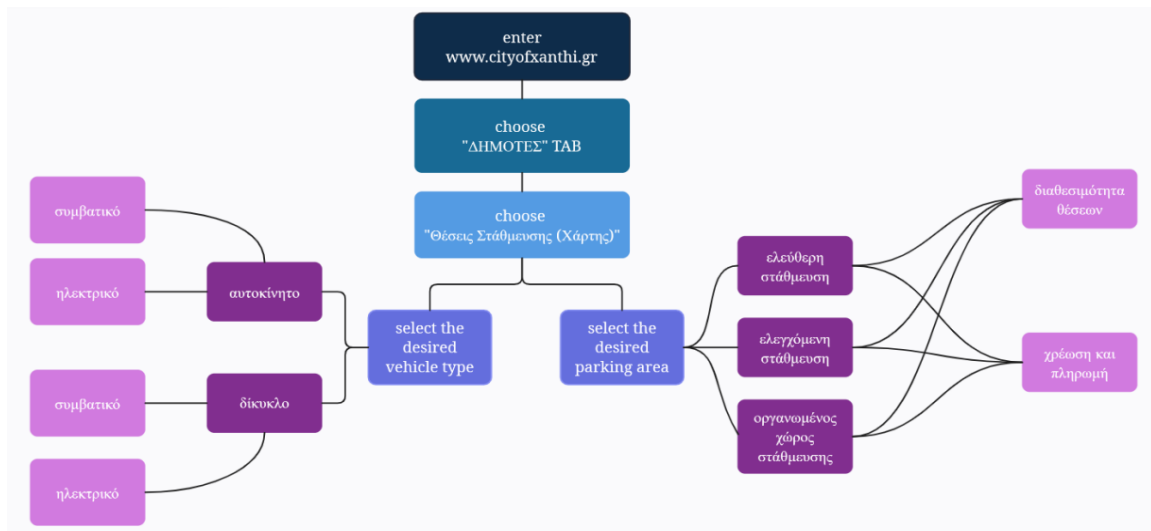 enter
www.cityofxanthi.gr
choose
"ΔΗΜΟΤΕΣ" TAB
choose
"Θέσεις Στάθμευσης (Χάρτης)"
select the
desired
vehicle type
αυτοκίνητο
συμβατικό
ηλεκτρικό
δίκυκλο
συμβατικό
ηλεκτρικό
select the
desired
parking area
ελεύθερη
στάθμευση
ελεγχόμενη
στάθμευση
οργανωμένος
χώρος
στάθμευσης
διαθεσιμότητα
θέσεων
χρέωση και
πληρωμή